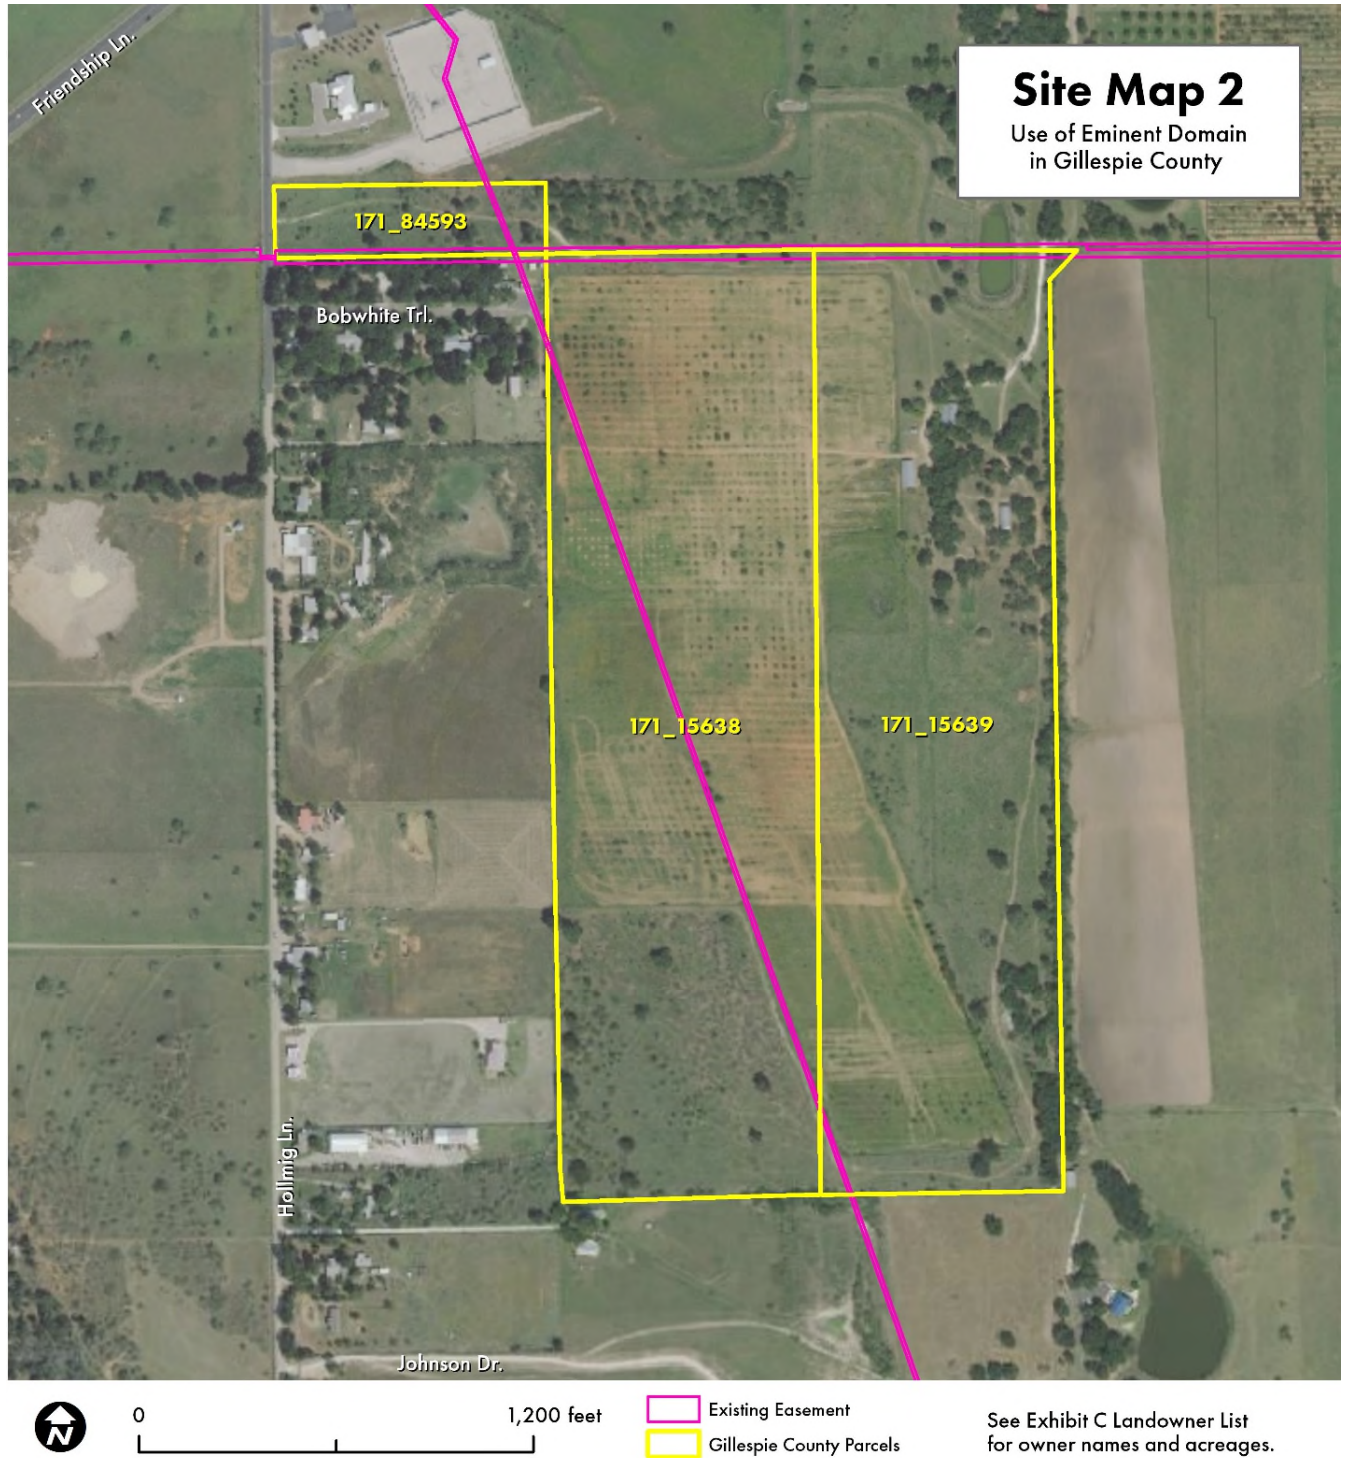 Friendship Ln.
Site Map 2
Use of Eminent Domain
in Gillespie County
171_84593
Bobwhite Trl.
171_15638
171_15639
Hollmig Ln.
Johnson Dr.
N
0
1,200 feet
Existing Easement
Gillespie County Parcels
See Exhibit C Landowner List
for owner names and acreages.